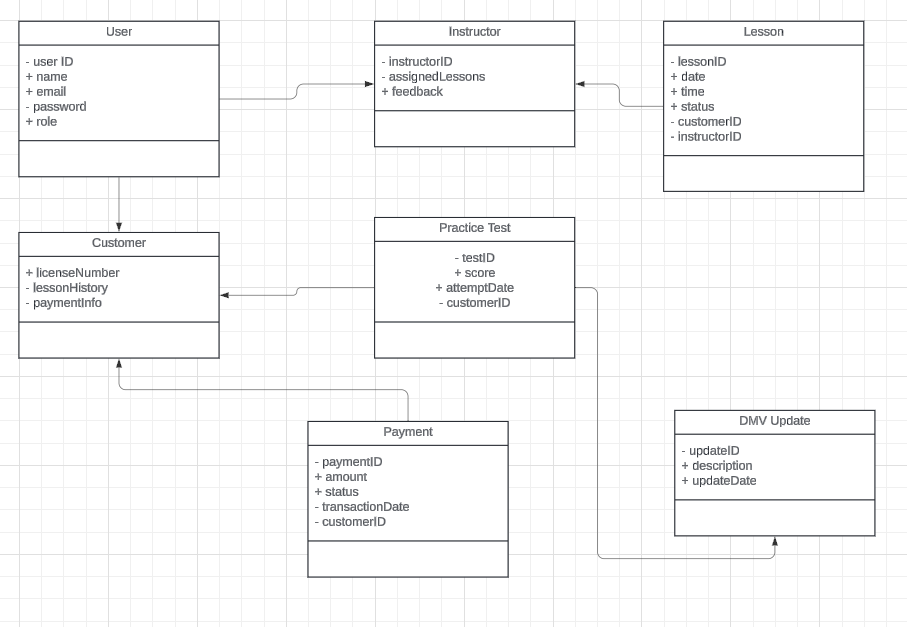 User
- user ID
+ name
+ email
- password
+ role
Instructor
- instructorID
- assignedLessons
+ feedback
Lesson
- lessonID
+ date
+ time
+ status
- customerID
- instructorID
Customer
+ licenseNumber
- lessonHistory
- paymentInfo
Practice Test
- testID
+ score
+ attemptDate
- customerID
Payment
- paymentID
+ amount
+ status
- transactionDate
- customerID
DMV Update
- updateID
+ description
+ updateDate